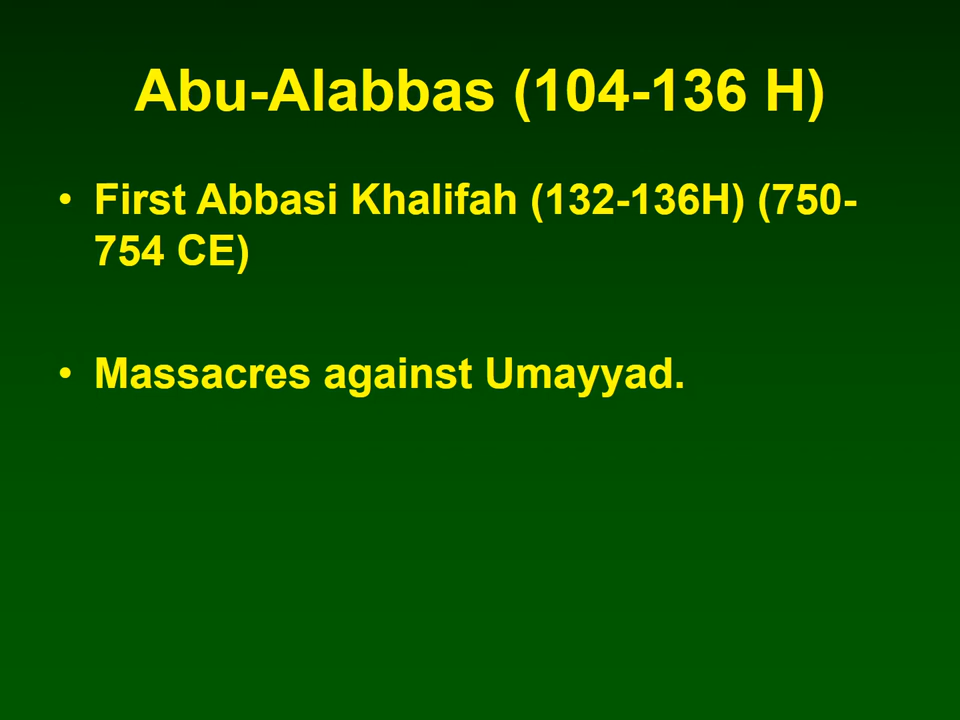 Abu-Alabbas (104-136 H)
• First Abbasi Khalifah (132-136H) (750-
754 CE)
• Massacres against Umayyad.